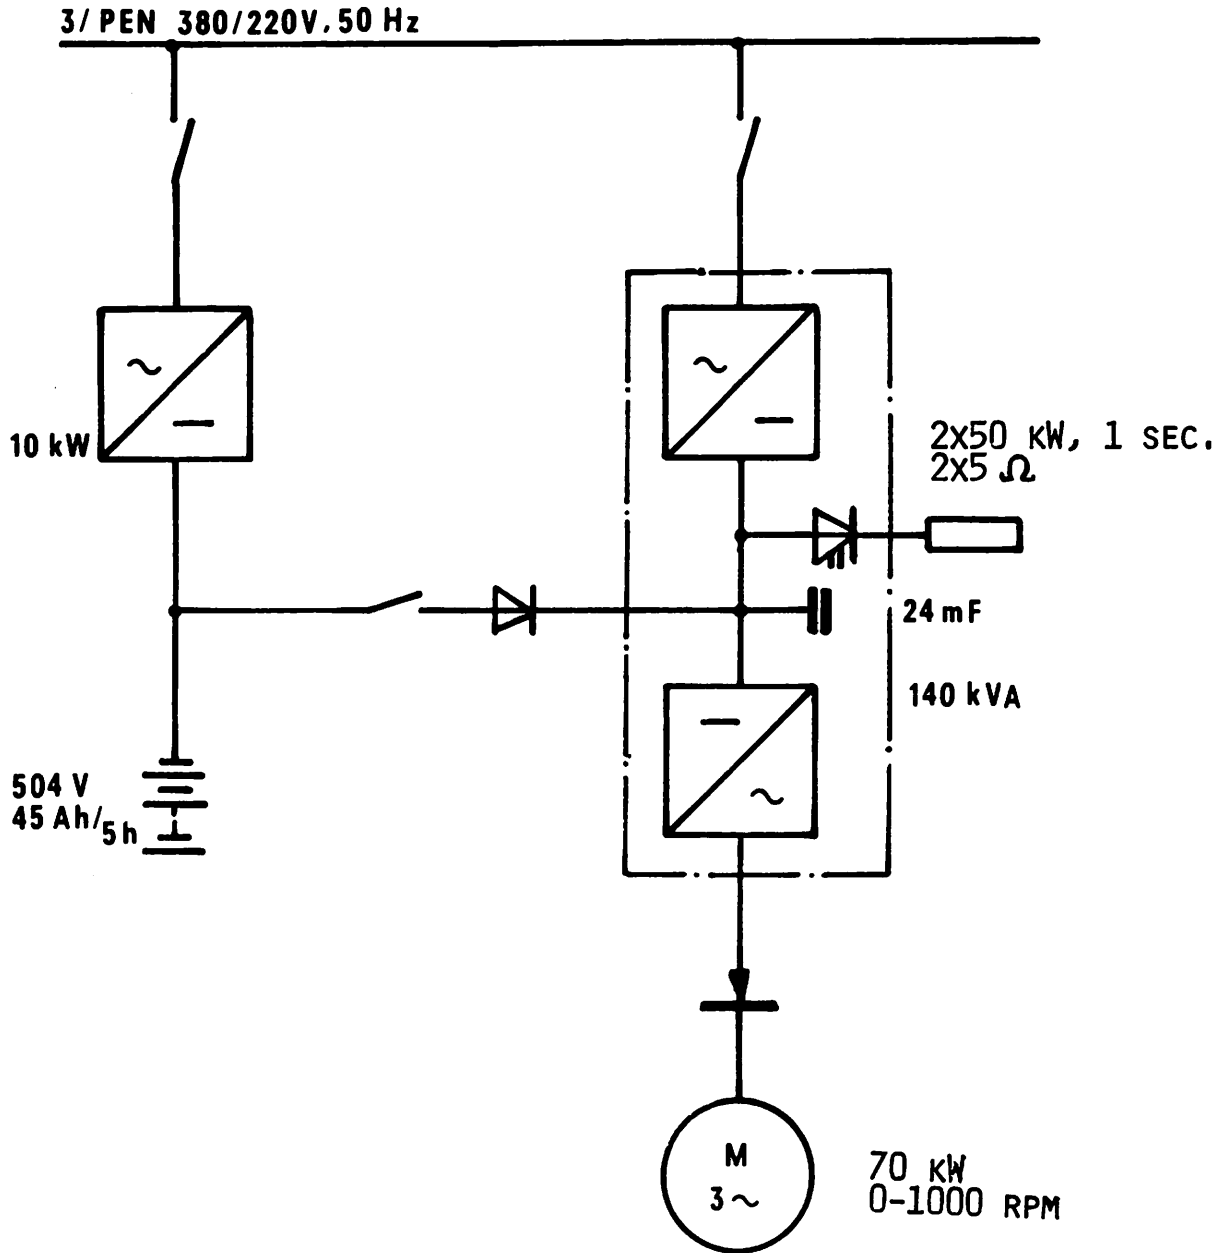 3/ PEN 380/220V. 50 Hz
10 kW
2x50 KW, 1 SEC.
2x5 Ω
24 mF
140 kVA
504 V
45 Ah/5h
M
3~
70 KW
0-1000 RPM